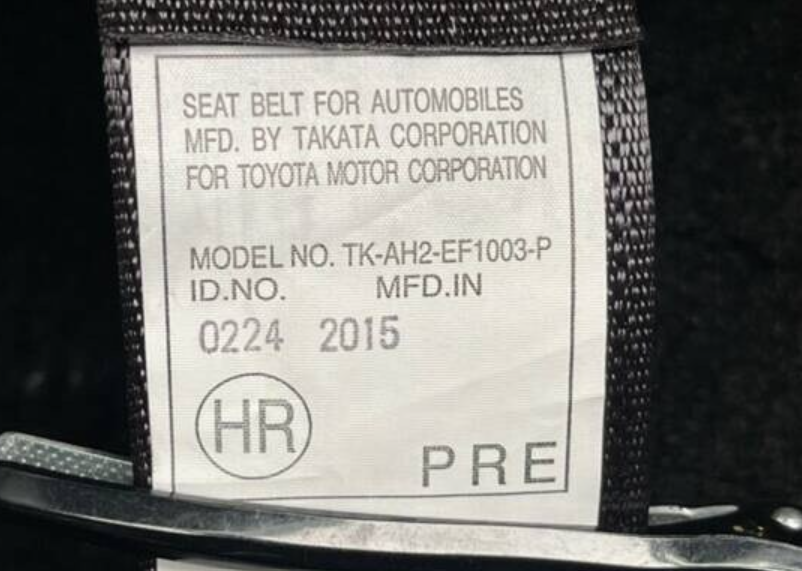 SEAT BELT FOR AUTOMOBILES
MFD. BY TAKATA CORPORATION
FOR TOYOTA MOTOR CORPORATION
MODEL NO. TK-AH2-EF1003-P
ID.NO. MFD.IN
0224 2015
HR
PRE